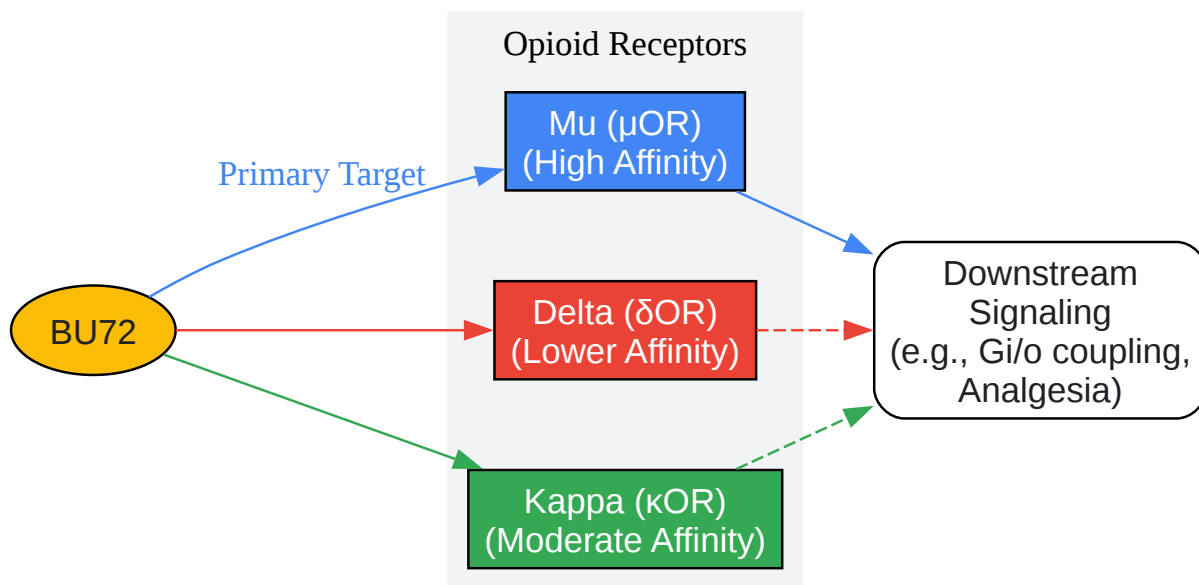 Opioid Receptors
Mu (μOR)
(High Affinity)
Primary Target
BU72
Delta (δOR)
(Lower Affinity)
Kappa (κOR)
(Moderate Affinity)
Downstream
Signaling
(e.g., Gi/o coupling,
Analgesia)